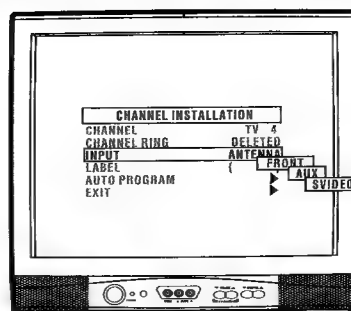 CHANNEL INSTALLATION
CHANNEL TV 4
CHANNEL RING DELETED
INPUT ANTENNA
FRONT
LABEL (
AUX
AUTO PROGRAM
SVIDEO
EXIT